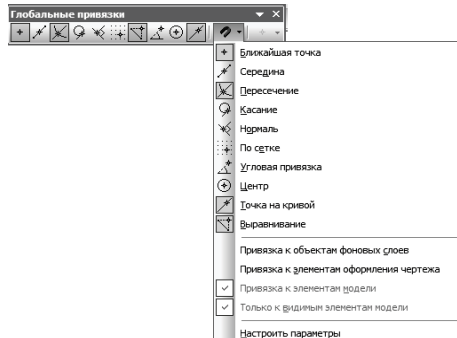 Глобальные привязки
Ближайшая точка
Середина
Пересечение
Касание
Нормаль
По сетке
Угловая привязка
Центр
Точка на кривой
Выравнивание
Привязка к объектам фоновых слоев
Привязка к элементам оформления чертежа
Привязка к элементам модели
Только к видимым элементам модели
Настроить параметры